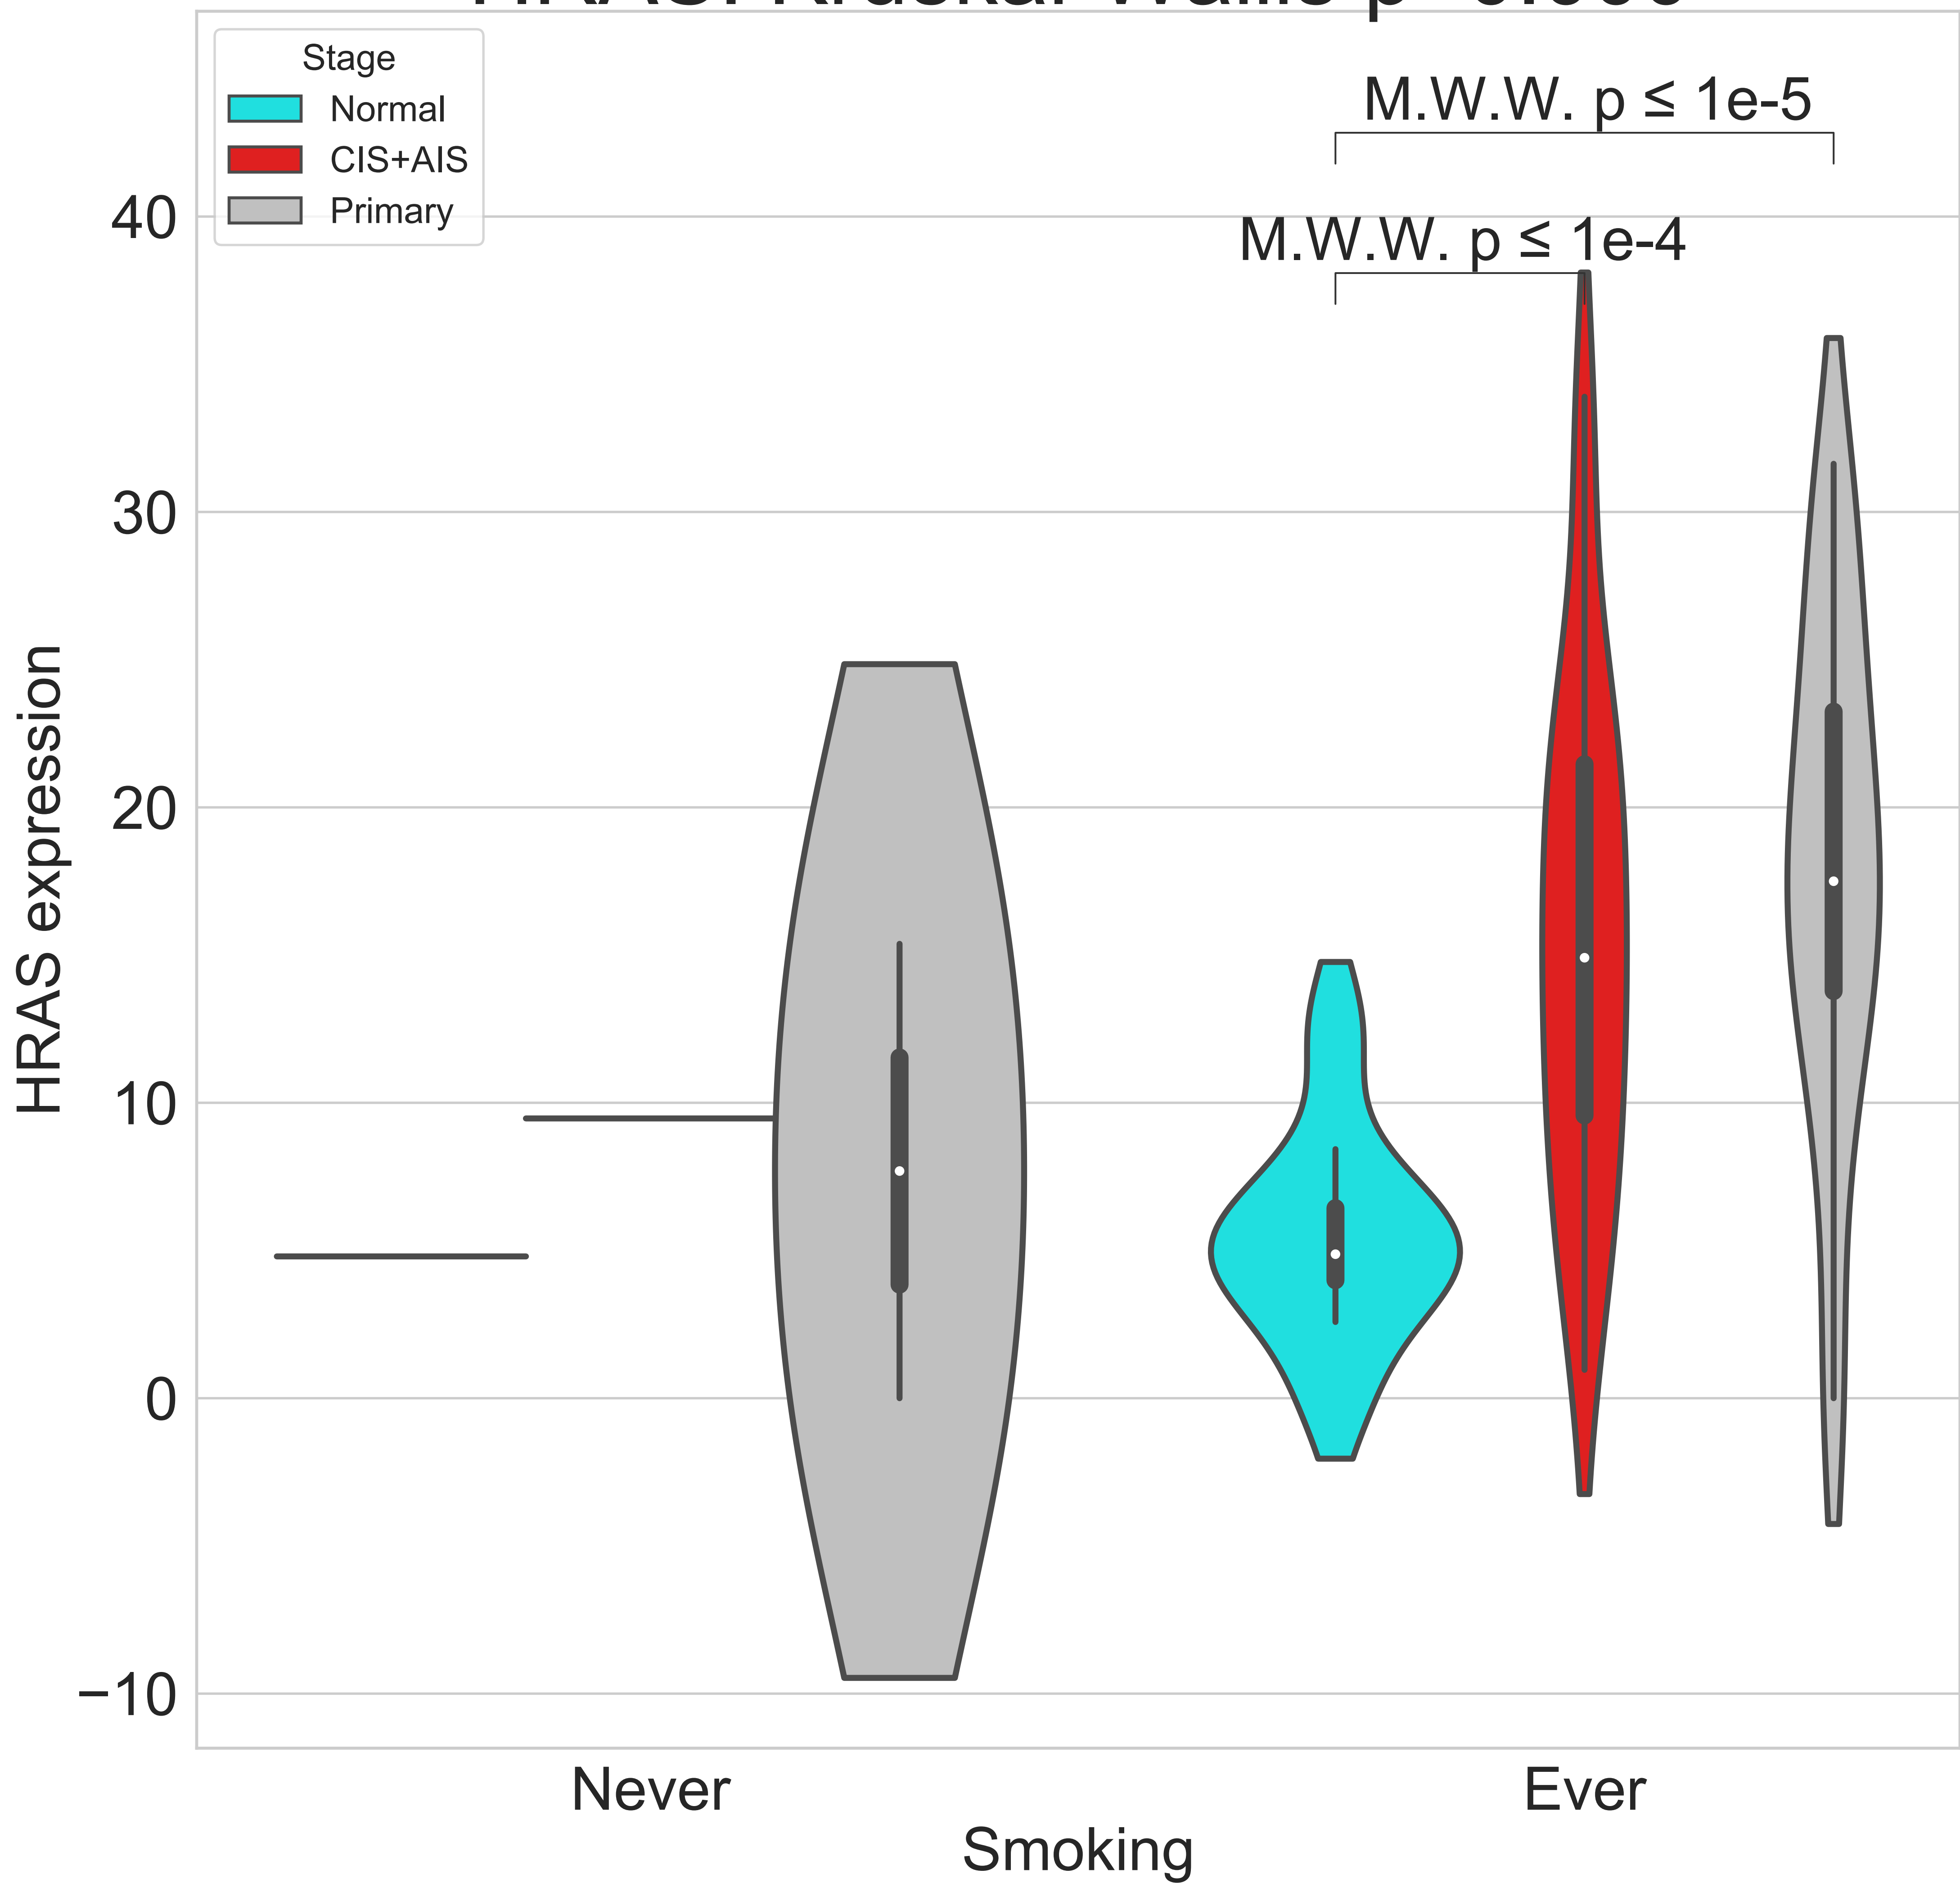 Stage
Normal
CIS+AIS
Primary
M.W.W. p ≤ 1e-5
M.W.W. p ≤ 1e-4
40
30
20
10
0
−10
HRAS expression
Never
Ever
Smoking